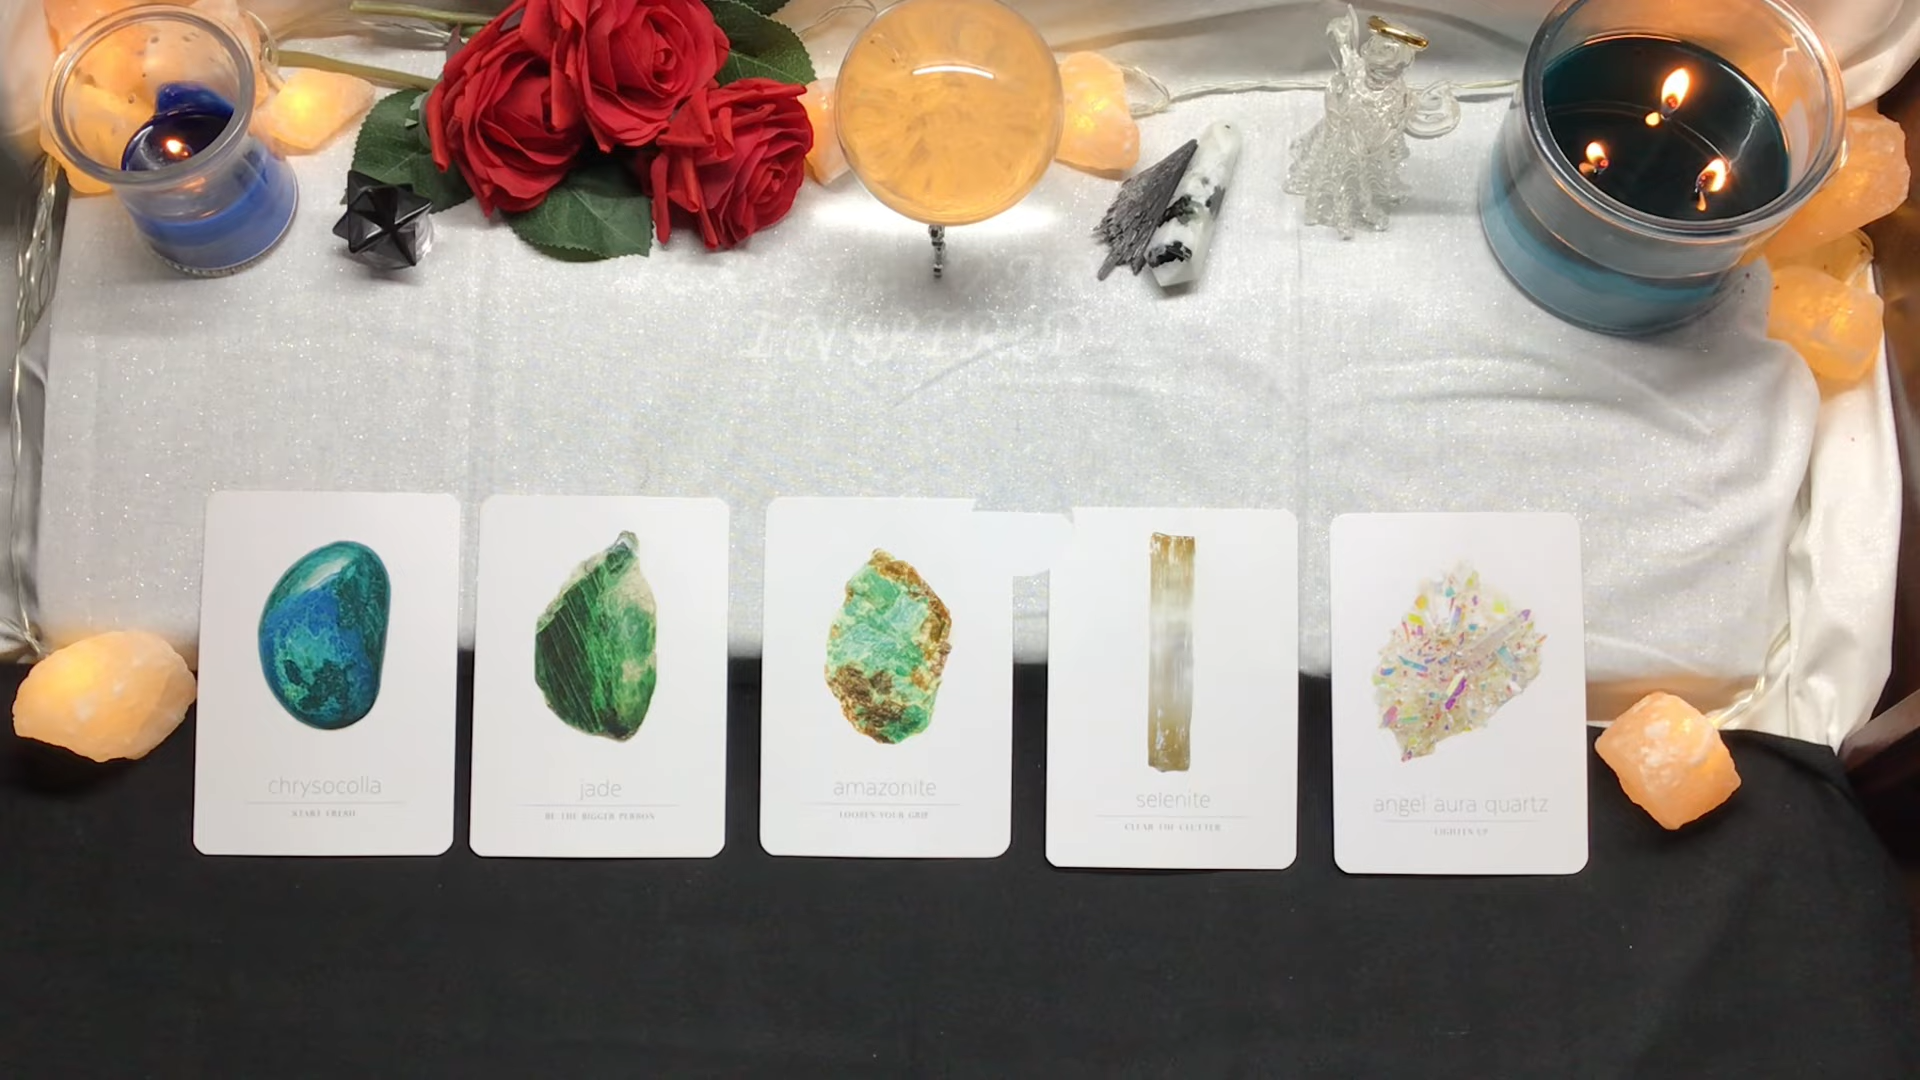 chrysocolla
START FRESH
jade
BE THE BIGGER PERSON
amazonite
LOOSEN YOUR GRIP
selenite
CLEAR THE CLUTTER
angel aura quartz
LIGHTEN UP